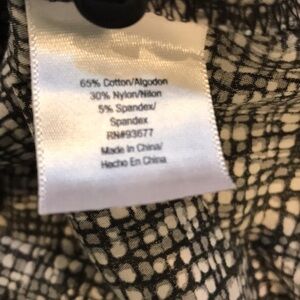 65% Cotton/Algodon
30% Nylon/Nilon
5% Spandex/
Spandex
RN#93677
Made In China/
Hecho En China